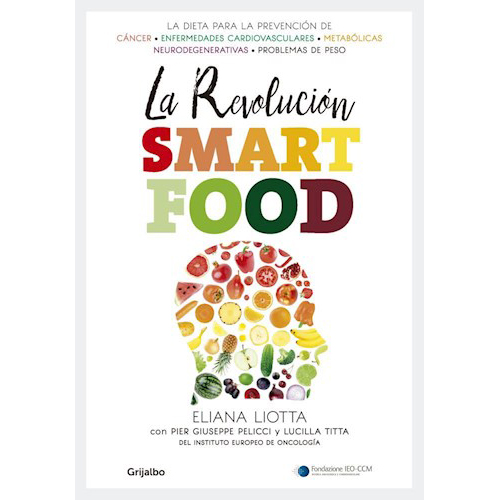 LA DIETA PARA LA PREVENCIÓN DE
CÁNCER • ENFERMEDADES CARDIOVASCULARES • METABÓLICAS
NEURODEGENERATIVAS • PROBLEMAS DE PESO
La Revolución
SMART
FOOD
ELIANA LIOTTA
con PIER GIUSEPPE PELICCI y LUCILLA TITTA
DEL INSTITUTO EUROPEO DE ONCOLOGÍA
Grijalbo
Fondazione IEO-CCM